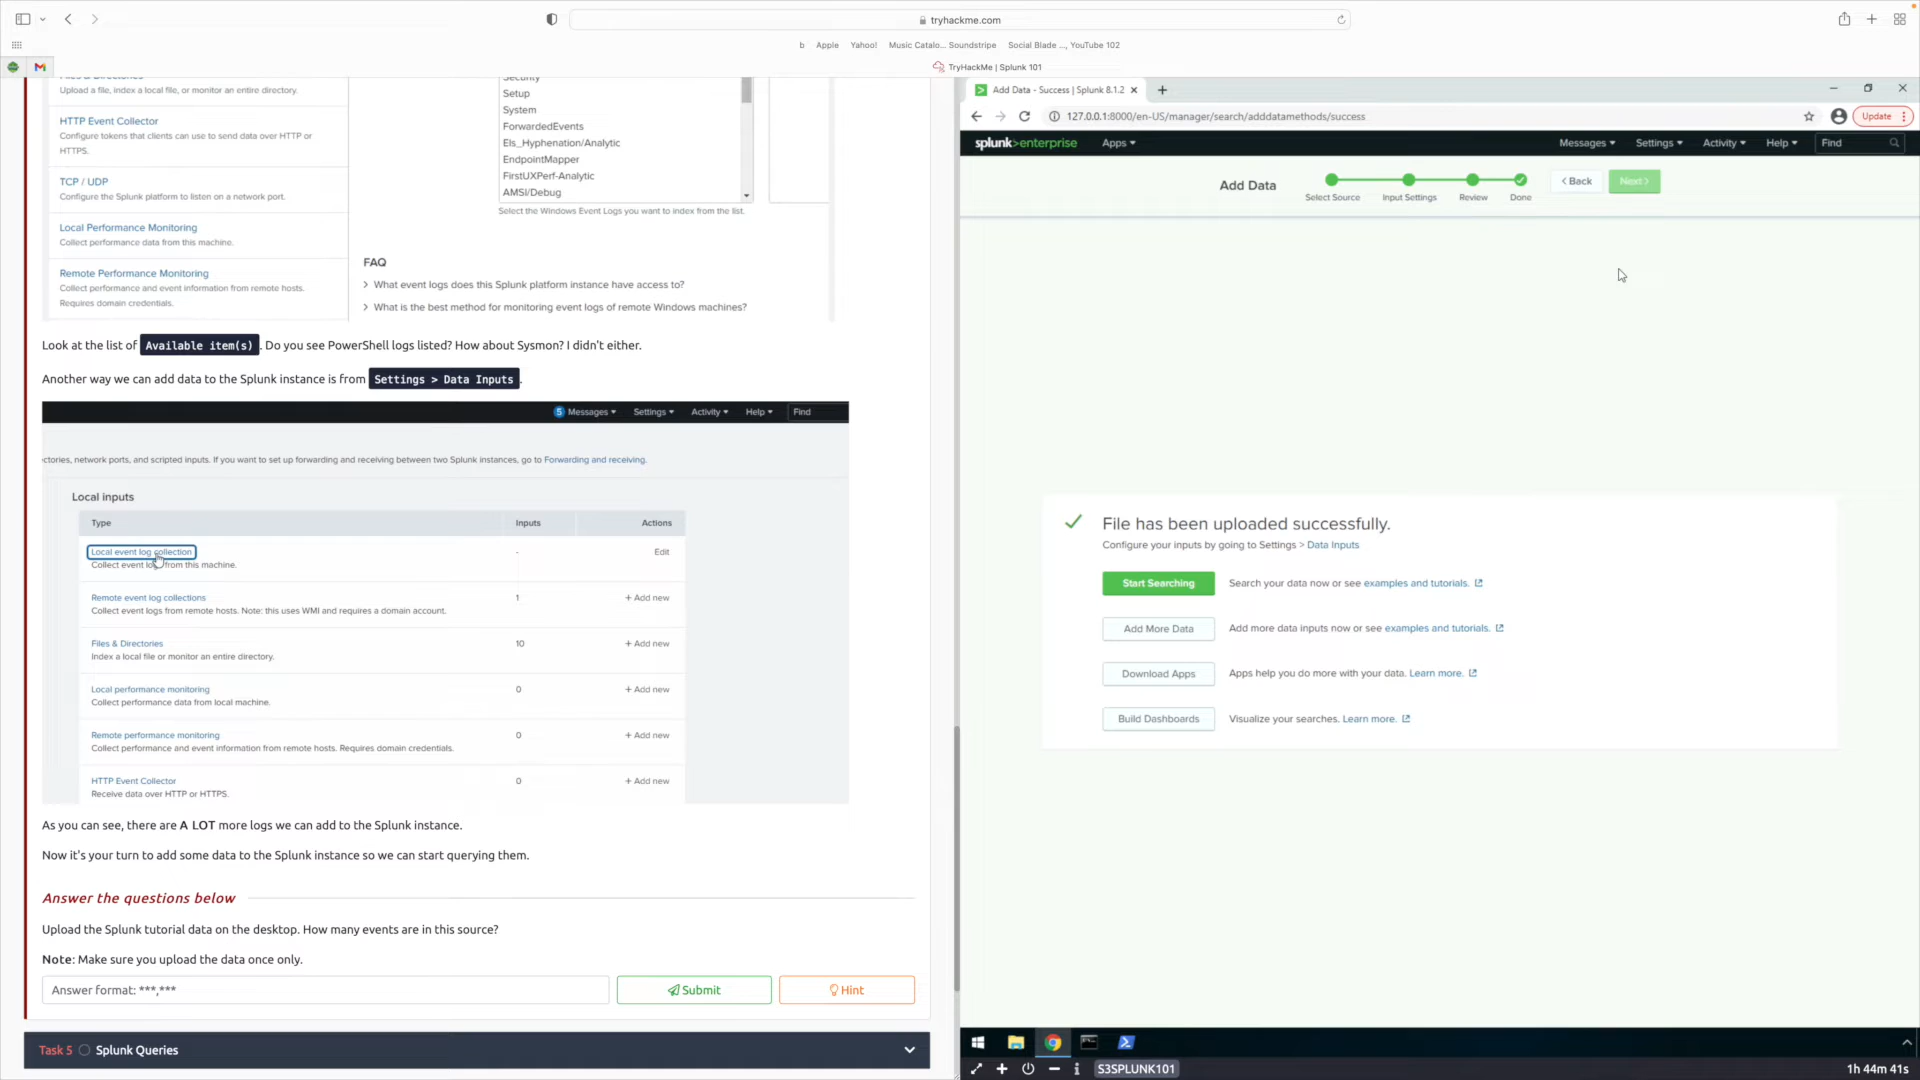 tryhackme.com
b Apple Yahoo! Music Catalo... Soundstripe Social Blade ..., YouTube 102
TryHackMe | Splunk 101
Files & Directories
Upload a file, index a local file, or monitor an entire directory.
HTTP Event Collector
Configure tokens that clients can use to send data over HTTP or
HTTPS.
TCP / UDP
Configure the Splunk platform to listen on a network port.
Local Performance Monitoring
Collect performance data from this machine.
Remote Performance Monitoring
Collect performance and event information from remote hosts.
Requires domain credentials.
Security
Setup
System
ForwardedEvents
Els_Hyphenation/Analytic
EndpointMapper
FirstUXPerf-Analytic
AMSI/Debug
Select the Windows Event Logs you want to index from the list.
FAQ
> What event logs does this Splunk platform instance have access to?
> What is the best method for monitoring event logs of remote Windows machines?
Look at the list of Available item(s). Do you see PowerShell logs listed? How about Sysmon? I didn't either.
Another way we can add data to the Splunk instance is from Settings > Data Inputs.
5 Messages Settings Activity Help Find
ctories, network ports, and scripted inputs. If you want to set up forwarding and receiving between two Splunk instances, go to Forwarding and receiving.
Local inputs
Type Inputs Actions
Local event log collection - Edit
Collect event logs from this machine.
Remote event log collections 1 + Add new
Collect event logs from remote hosts. Note: this uses WMI and requires a domain account.
Files & Directories 10 + Add new
Index a local file or monitor an entire directory.
Local performance monitoring 0 + Add new
Collect performance data from local machine.
Remote performance monitoring 0 + Add new
Collect performance and event information from remote hosts. Requires domain credentials.
HTTP Event Collector 0 + Add new
Receive data over HTTP or HTTPS.
As you can see, there are A LOT more logs we can add to the Splunk instance.
Now it's your turn to add some data to the Splunk instance so we can start querying them.
Answer the questions below
Upload the Splunk tutorial data on the desktop. How many events are in this source?
Note: Make sure you upload the data once only.
Answer format: ***,*** Submit Hint
Task 5 Splunk Queries
Add Data - Success | Splunk 8.1.2
127.0.0.1:8000/en-US/manager/search/adddatamethods/success Update
splunk>enterprise Apps Messages Settings Activity Help Find
Add Data
Select Source Input Settings Review Done
< Back Next >
File has been uploaded successfully.
Configure your inputs by going to Settings > Data Inputs
Start Searching Search your data now or see examples and tutorials.
Add More Data Add more data inputs now or see examples and tutorials.
Download Apps Apps help you do more with your data. Learn more.
Build Dashboards Visualize your searches. Learn more.
S3SPLUNK101 1h 44m 41s